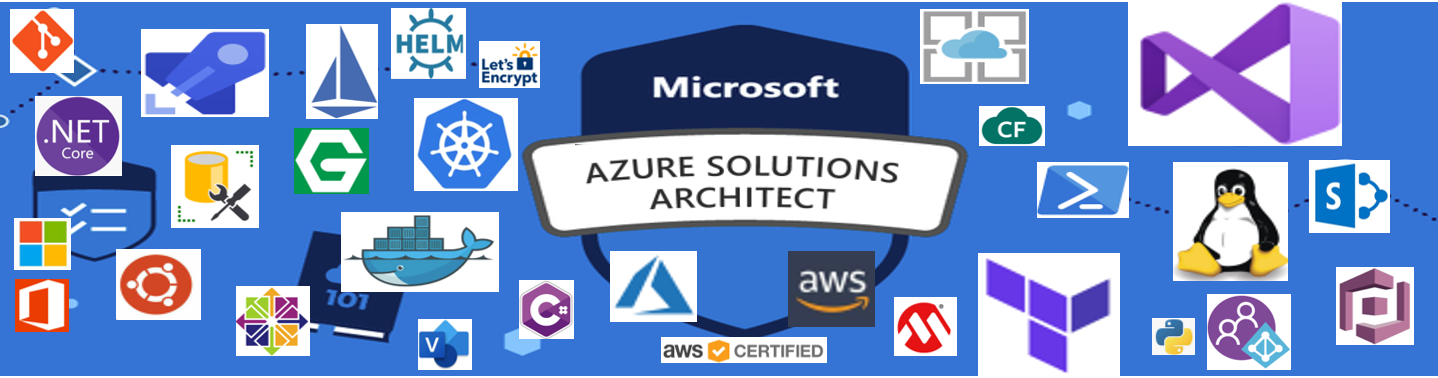 HELM
Let's
Encrypt
Microsoft
.NET
Core
CF
AZURE SOLUTIONS
ARCHITECT
S
101
C#
V
aws
aws CERTIFIED